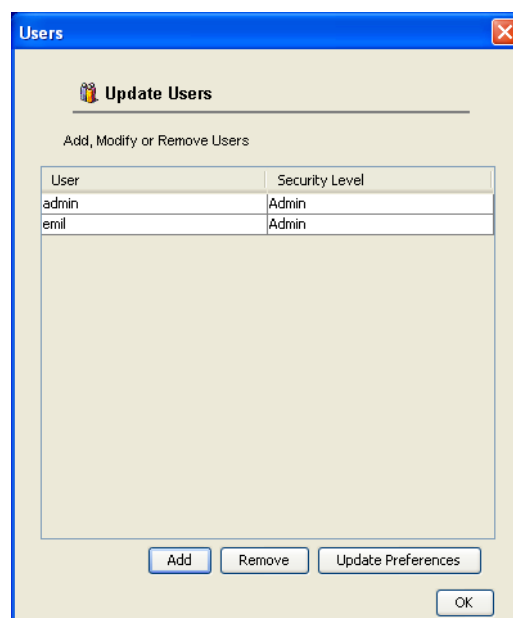 Users
Update Users
Add, Modify or Remove Users
User Security Level
admin Admin
emil Admin
Add Remove Update Preferences
OK